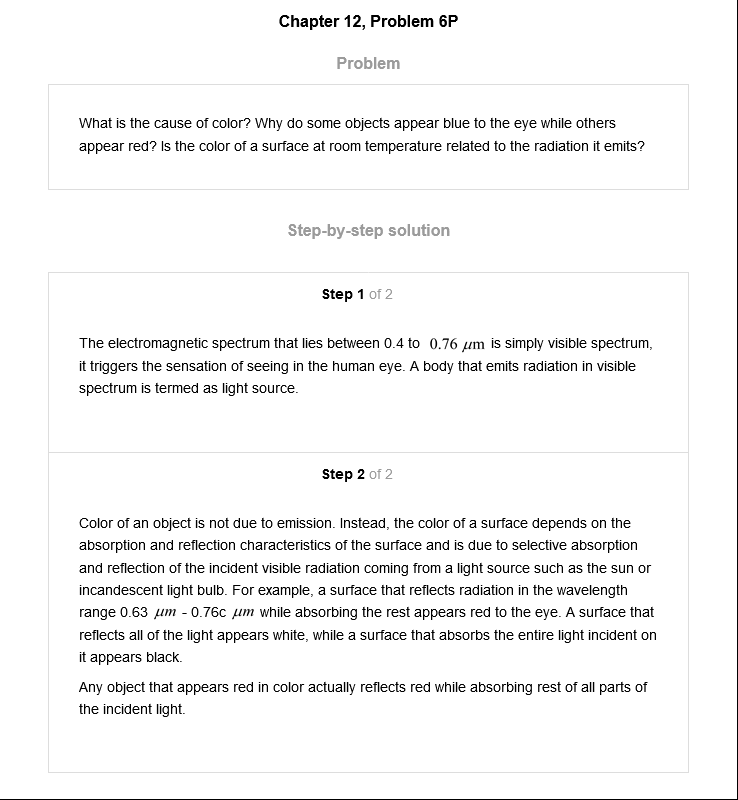 Chapter 12, Problem 6P
Problem
What is the cause of color? Why do some objects appear blue to the eye while others
appear red? Is the color of a surface at room temperature related to the radiation it emits?
Step-by-step solution
Step 1 of 2
The electromagnetic spectrum that lies between 0.4 to 0.76 μm is simply visible spectrum,
it triggers the sensation of seeing in the human eye. A body that emits radiation in visible
spectrum is termed as light source.
Step 2 of 2
Color of an object is not due to emission. Instead, the color of a surface depends on the
absorption and reflection characteristics of the surface and is due to selective absorption
and reflection of the incident visible radiation coming from a light source such as the sun or
incandescent light bulb. For example, a surface that reflects radiation in the wavelength
range 0.63 μm - 0.76c μm while absorbing the rest appears red to the eye. A surface that
reflects all of the light appears white, while a surface that absorbs the entire light incident on
it appears black.
Any object that appears red in color actually reflects red while absorbing rest of all parts of
the incident light.